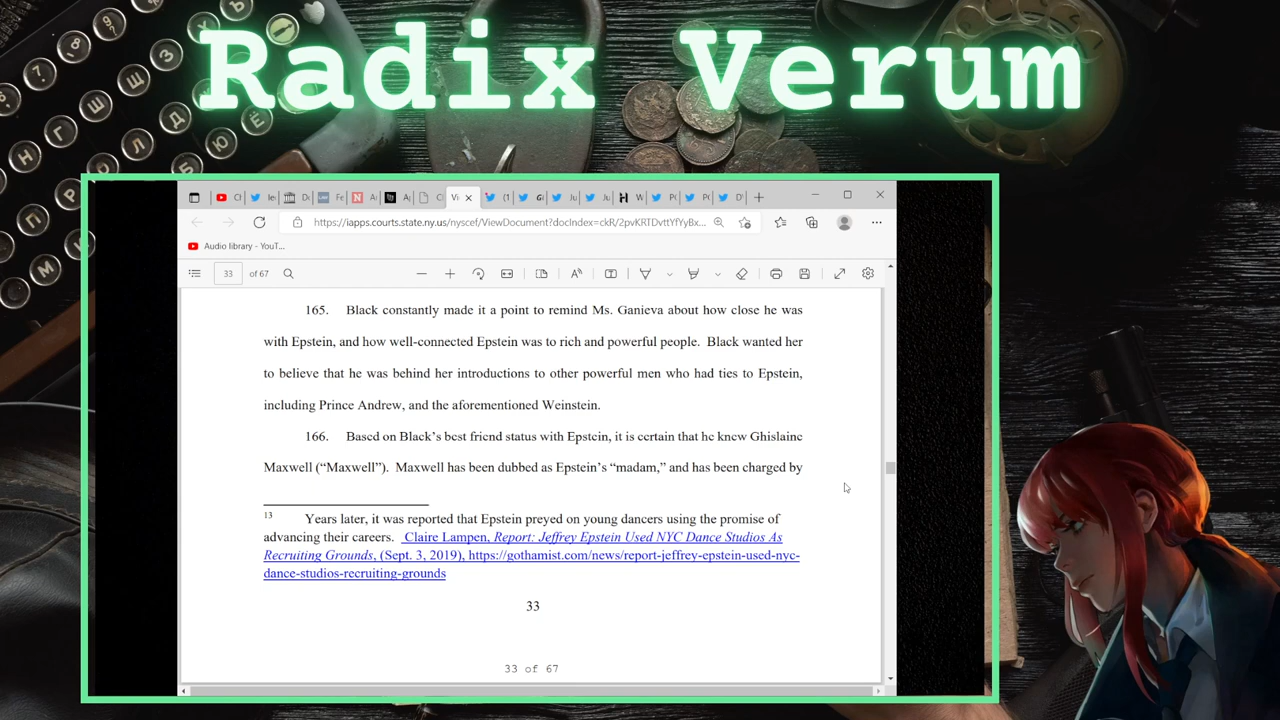 Radix Verum
https://iapps.courts.state.ny.us/nyscef/ViewDocument?docIndex=ckR/2pvKRTDvttYfYyBx...
Audio library - YouT...
33 of 67
165. Black constantly made it a point to remind Ms. Ganieva about how close he was
with Epstein, and how well-connected Epstein was to rich and powerful people. Black wanted her
to believe that he was behind her introductions to other powerful men who had ties to Epstein,
including Prince Andrew, and the aforementioned Weinstein.
166. Based on Black's best friend status with Epstein, it is certain that he knew Ghislaine
Maxwell ("Maxwell"). Maxwell has been dubbed as Epstein's "madam," and has been charged by
13 Years later, it was reported that Epstein preyed on young dancers using the promise of
advancing their careers. Claire Lampen, Report: Jeffrey Epstein Used NYC Dance Studios As
Recruiting Grounds, (Sept. 3, 2019), https://gothamist.com/news/report-jeffrey-epstein-used-nyc-
dance-studios-recruiting-grounds
33
33 of 67